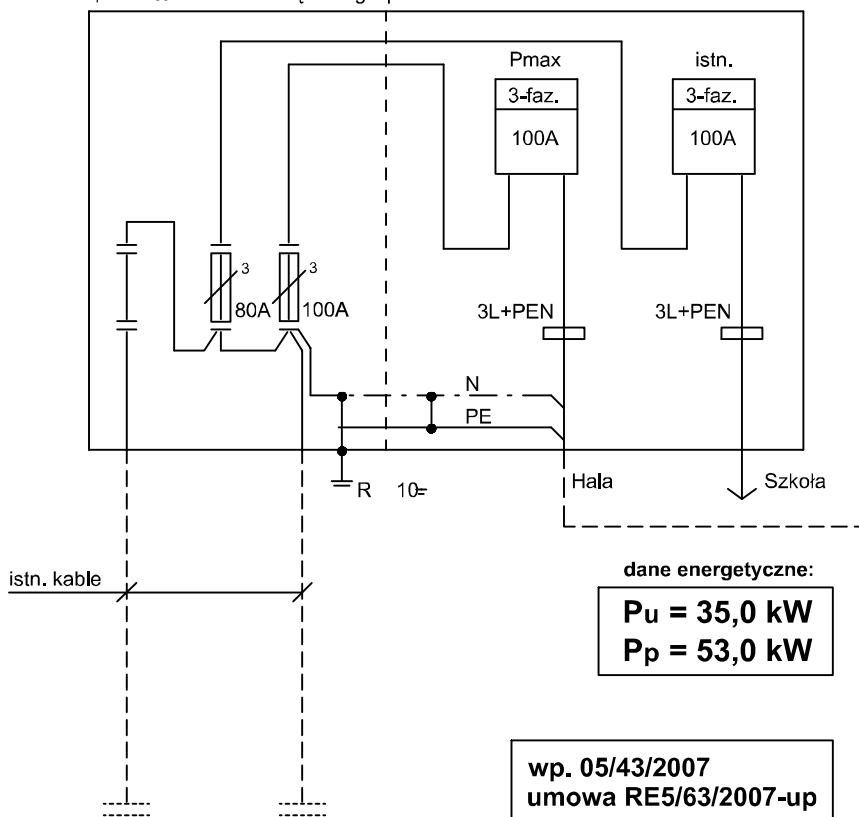 Pmax
istn.
3-faz.
3-faz.
100A
100A
3
3
80A
100A
3L+PEN
3L+PEN
N
PE
R 10=
Hala
Szkoła
istn. kable
dane energetyczne:
Pu = 35,0 kW
Pp = 53,0 kW
wp. 05/43/2007
umowa RE5/63/2007-up